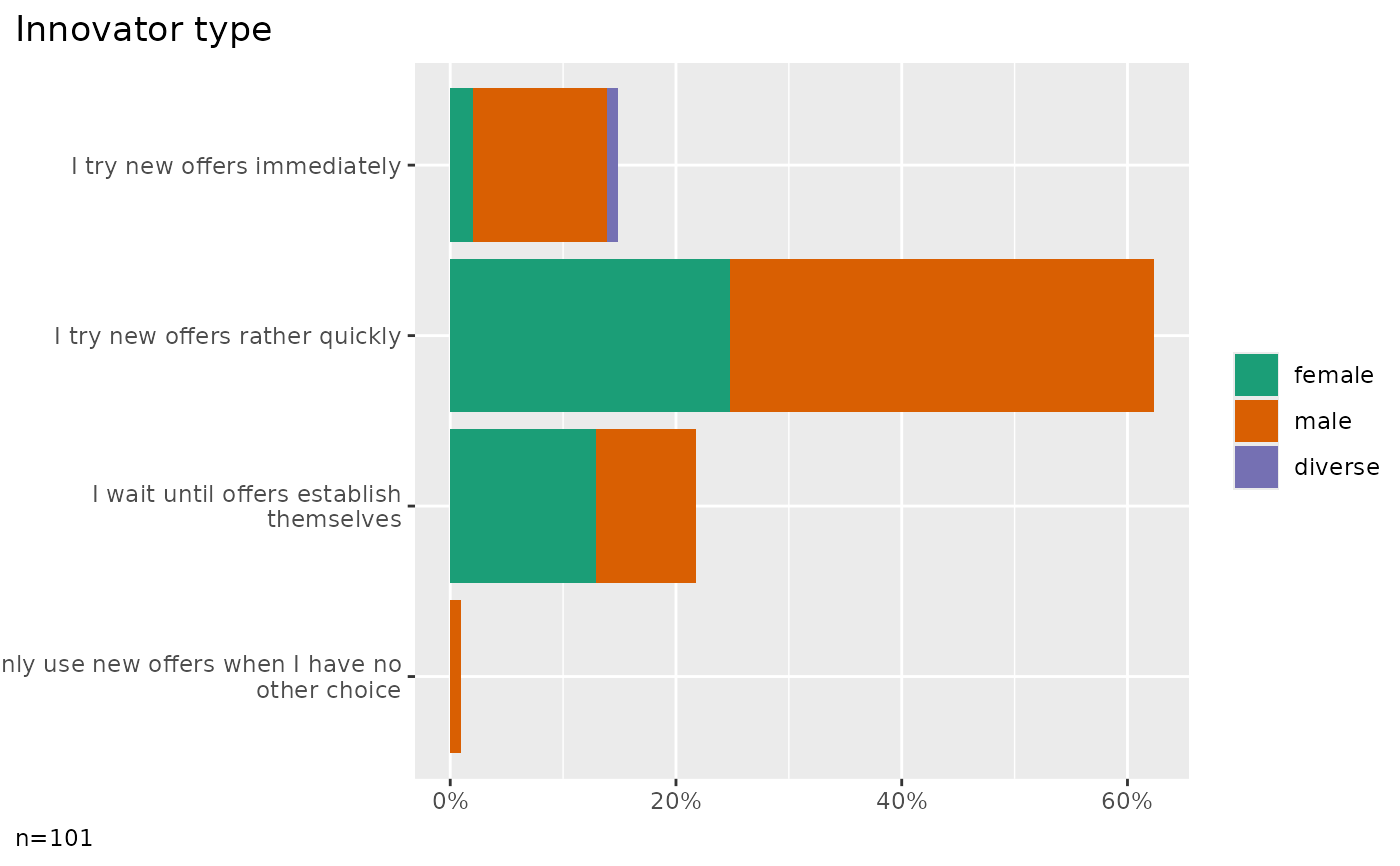 Innovator type
I try new offers immediately
I try new offers rather quickly
I wait until offers establish
themselves
nly use new offers when I have no
other choice
0% 20% 40% 60%
female
male
diverse
n=101